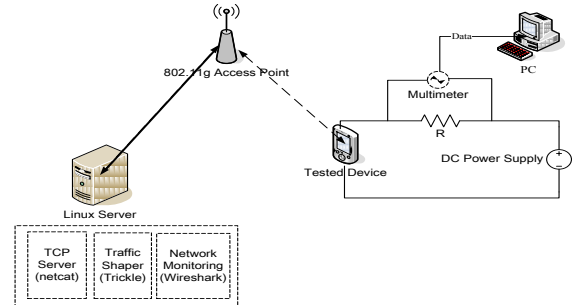 Data
PC
802.11g Access Point
Multimeter
R
DC Power Supply
+
−
Tested Device
Linux Server
TCP
Server
(netcat)
Traffic
Shaper
(Trickle)
Network
Monitoring
(Wireshark)